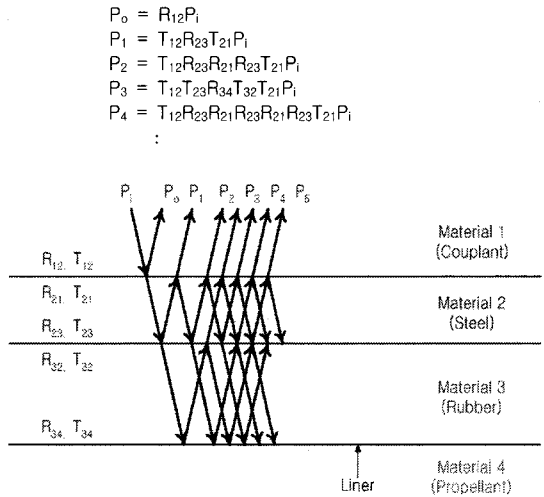 Po = R12Pi
P1 = T12R23T21Pi
P2 = T12R23R21R23T21Pi
P3 = T12T23R34T32T21Pi
P4 = T12R23R21R23R21R23T21Pi
:
Pi Po P1 P2 P3 P4 P5
Material 1
(Couplant)
R12, T12
R21, T21
Material 2
(Steel)
R23, T23
R32, T32
Material 3
(Rubber)
R34, T34
Liner
Material 4
(Propellant)